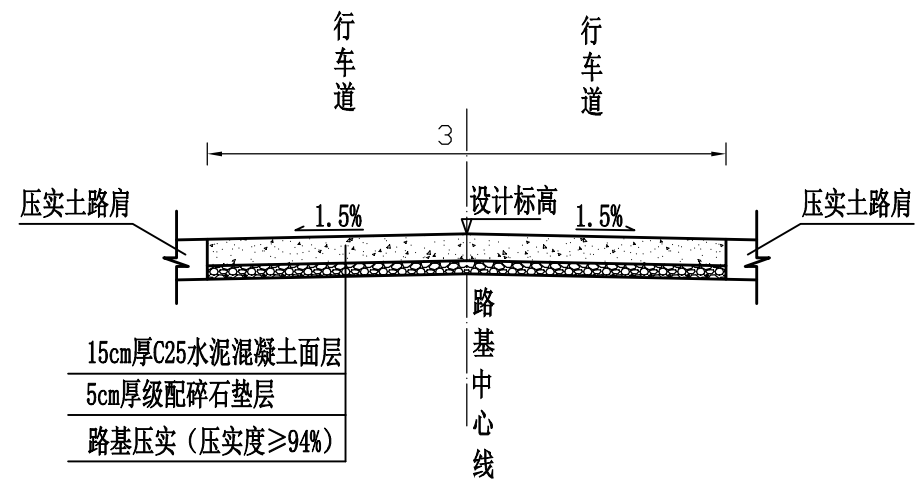 行车道
行车道
3
压实土路肩
1.5%
设计标高
1.5%
压实土路肩
15cm厚C25水泥混凝土面层
5cm厚级配碎石垫层
路基压实（压实度≥94%）
路基中心线